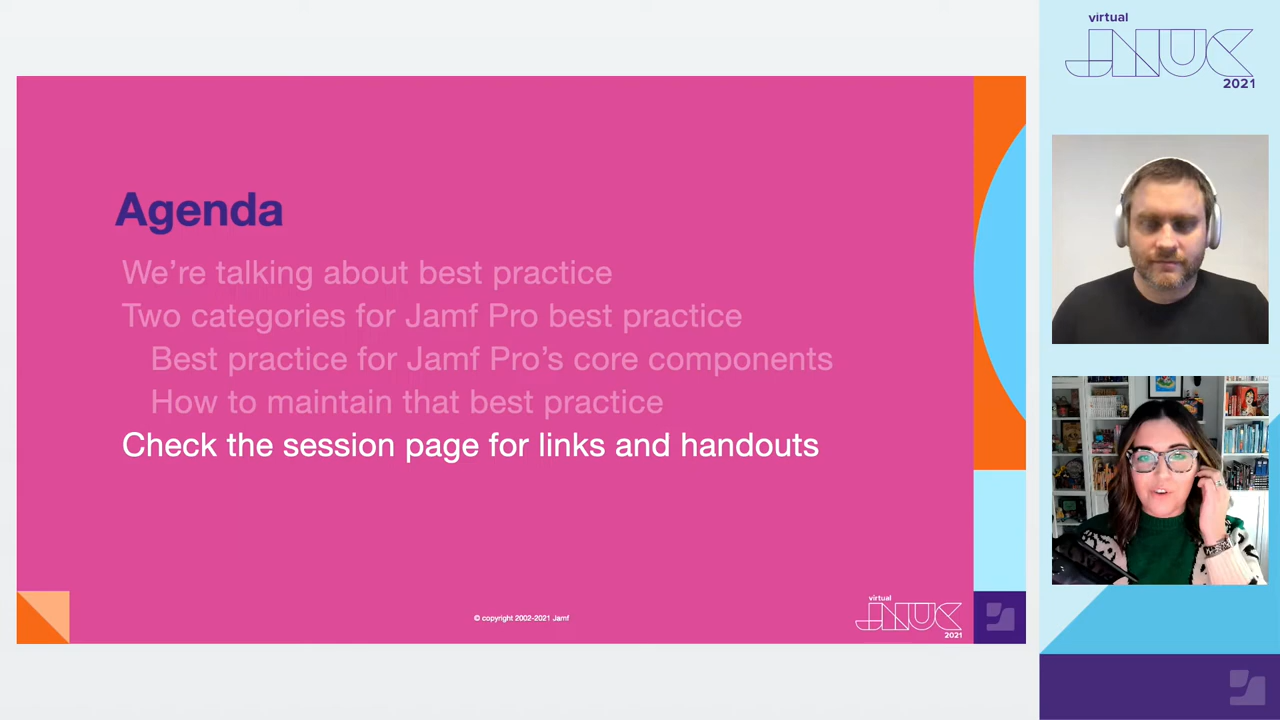 Agenda
We're talking about best practice
Two categories for Jamf Pro best practice
Best practice for Jamf Pro's core components
How to maintain that best practice
Check the session page for links and handouts
© copyright 2002-2021 Jamf
virtual
JNUC
2021
virtual
JNUC
2021